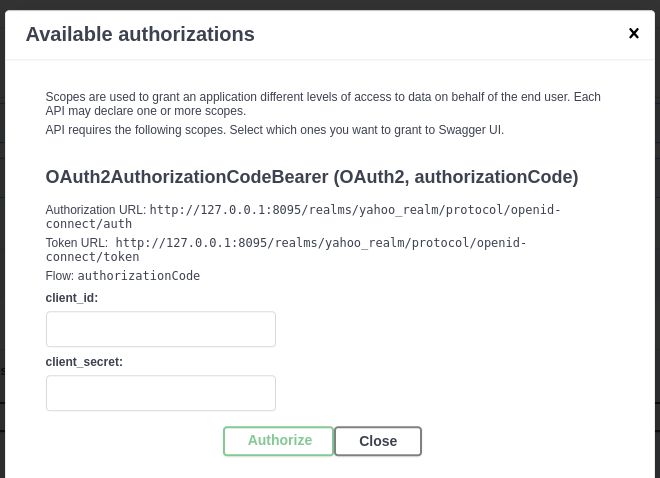 Available authorizations
Scopes are used to grant an application different levels of access to data on behalf of the end user. Each
API may declare one or more scopes.
API requires the following scopes. Select which ones you want to grant to Swagger UI.
OAuth2AuthorizationCodeBearer (OAuth2, authorizationCode)
Authorization URL: http://127.0.0.1:8095/realms/yahoo_realm/protocol/openid-
connect/auth
Token URL: http://127.0.0.1:8095/realms/yahoo_realm/protocol/openid-
connect/token
Flow: authorizationCode
client_id:
client_secret:
Authorize Close